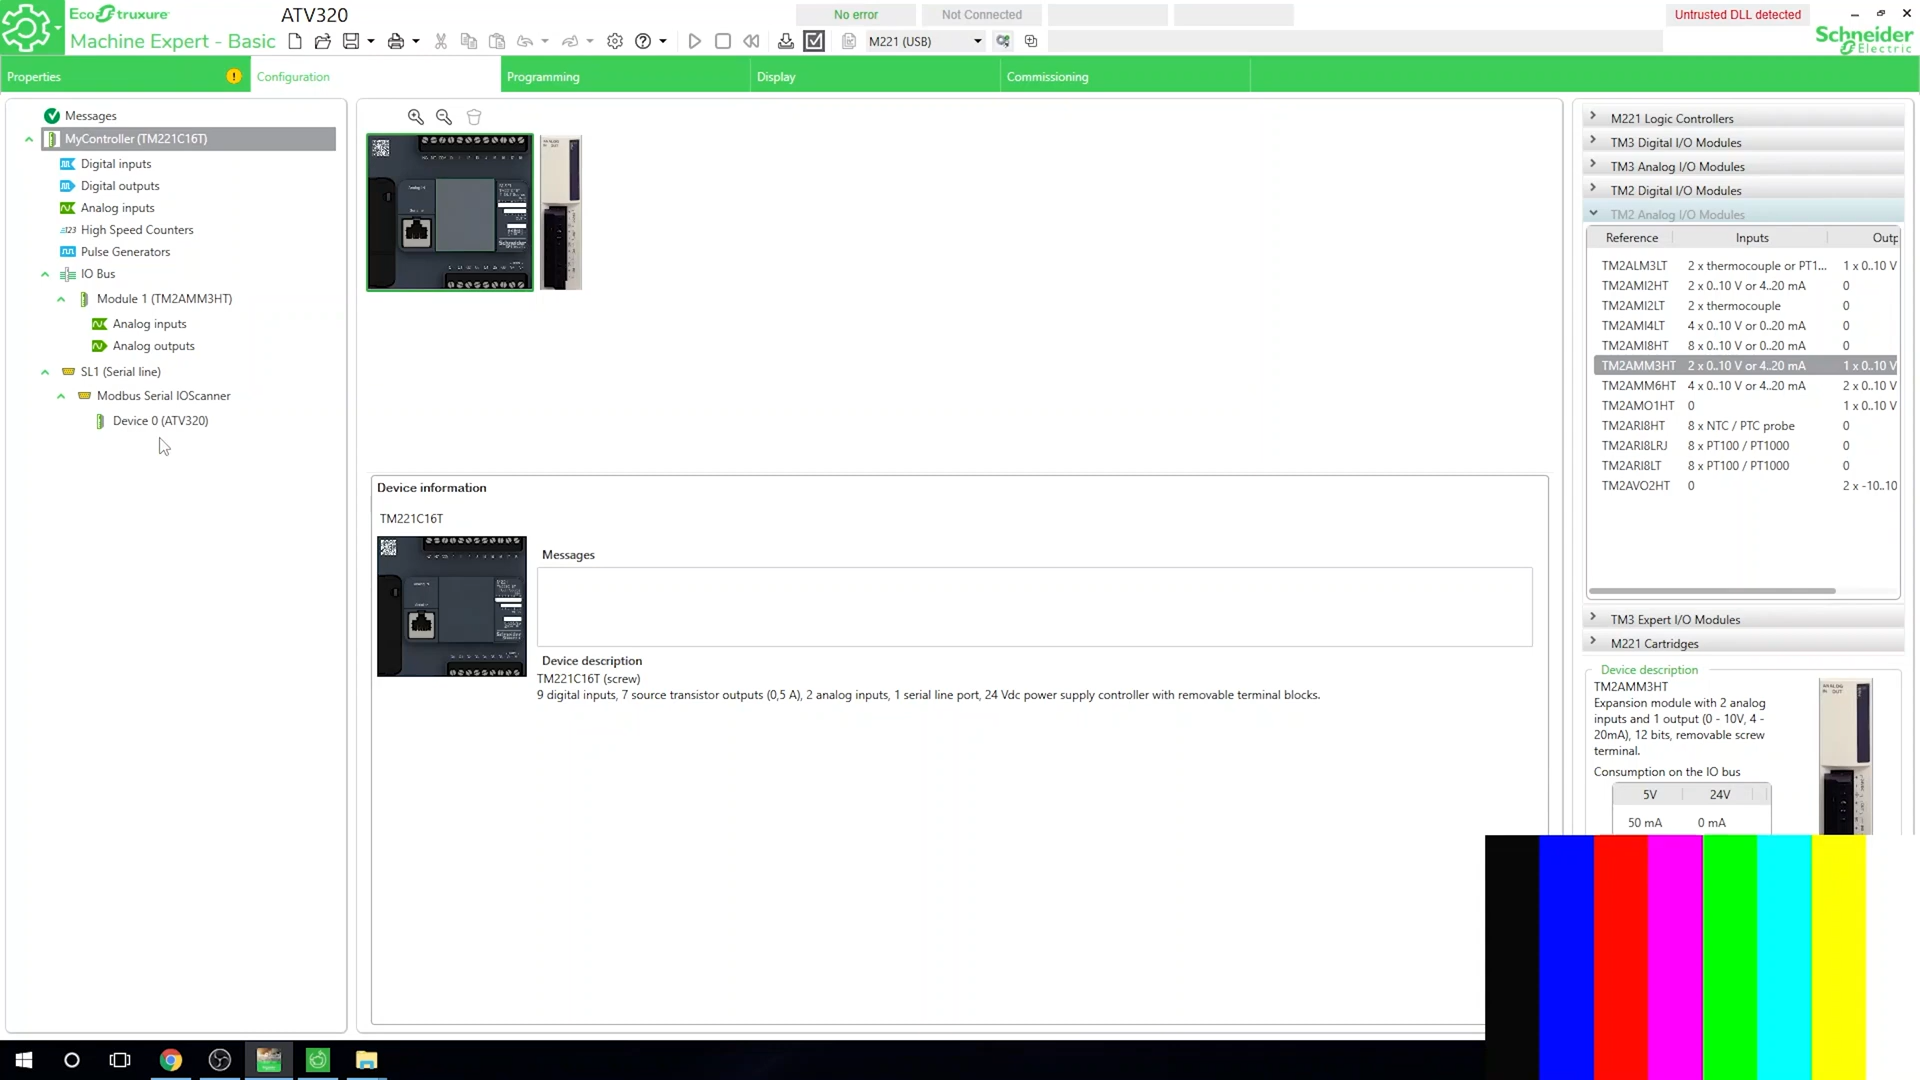 EcoStruxure
Machine Expert - Basic
ATV320
No error
Not Connected
Untrusted DLL detected
Schneider
Electric
M221 (USB)
Properties
Configuration
Programming
Display
Commissioning
Messages
MyController (TM221C16T)
Digital inputs
Digital outputs
Analog inputs
High Speed Counters
Pulse Generators
IO Bus
Module 1 (TM2AMM3HT)
Analog inputs
Analog outputs
SL1 (Serial line)
Modbus Serial IOScanner
Device 0 (ATV320)
Device information
TM221C16T
Messages
Device description
TM221C16T (screw)
9 digital inputs, 7 source transistor outputs (0,5 A), 2 analog inputs, 1 serial line port, 24 Vdc power supply controller with removable terminal blocks.
M221 Logic Controllers
TM3 Digital I/O Modules
TM3 Analog I/O Modules
TM2 Digital I/O Modules
TM2 Analog I/O Modules
Reference Inputs Outp
TM2ALM3LT 2 x thermocouple or PT1... 1 x 0..10 V
TM2AMI2HT 2 x 0..10 V or 4..20 mA 0
TM2AMI2LT 2 x thermocouple 0
TM2AMI4LT 4 x 0..10 V or 0..20 mA 0
TM2AMI8HT 8 x 0..10 V or 0..20 mA 0
TM2AMM3HT 2 x 0..10 V or 4..20 mA 1 x 0..10 V
TM2AMM6HT 4 x 0..10 V or 4..20 mA 2 x 0..10 V
TM2AMO1HT 0 1 x 0..10 V
TM2ARI8HT 8 x NTC / PTC probe 0
TM2ARI8LRJ 8 x PT100 / PT1000 0
TM2ARI8LT 8 x PT100 / PT1000 0
TM2AVO2HT 0 2 x -10..10
TM3 Expert I/O Modules
M221 Cartridges
Device description
TM2AMM3HT
Expansion module with 2 analog
inputs and 1 output (0 - 10V, 4 -
20mA), 12 bits, removable screw
terminal.
Consumption on the IO bus
5V 24V
50 mA 0 mA